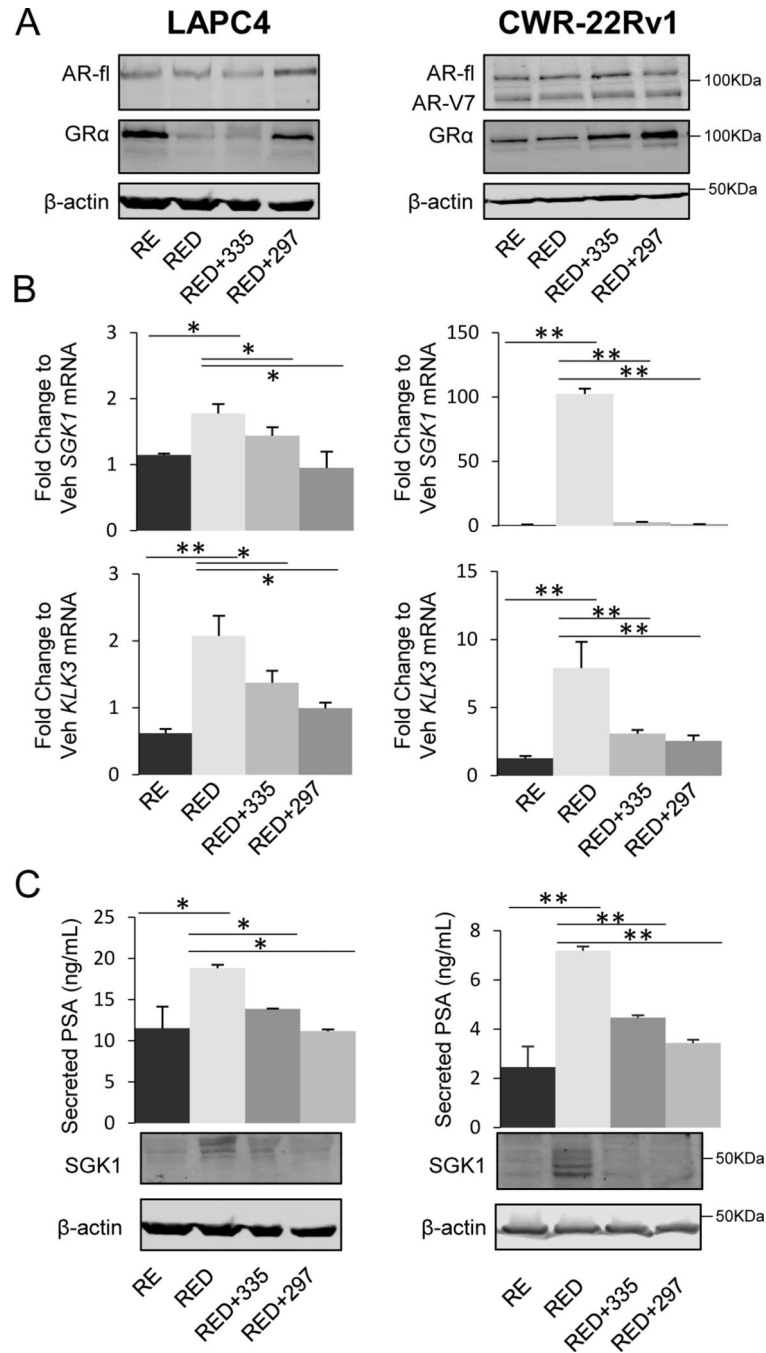 A
LAPC4
CWR-22Rv1
AR-fl
GRα
β-actin
RE
RED
RED+335
RED+297
AR-fl
AR-V7
GRα
β-actin
100KDa
100KDa
50KDa
RE
RED
RED+335
RED+297
B
Fold Change to
Veh SGK1 mRNA
3
2
1
0
*
*
*
Fold Change to
Veh SGK1 mRNA
150
100
50
0
**
**
**
Fold Change to
Veh KLK3 mRNA
3
2
1
0
**
*
*
RE
RED
RED+335
RED+297
Fold Change to
Veh KLK3 mRNA
15
10
5
0
**
**
**
RE
RED
RED+335
RED+297
C
Secreted PSA (ng/mL)
25
20
15
10
15
0
*
*
*
SGK1
β-actin
RE
RED
RED+335
RED+297
Secreted PSA (ng/mL)
8
6
4
2
0
**
**
**
SGK1
50KDa
β-actin
50KDa
RE
RED
RED+335
RED+297